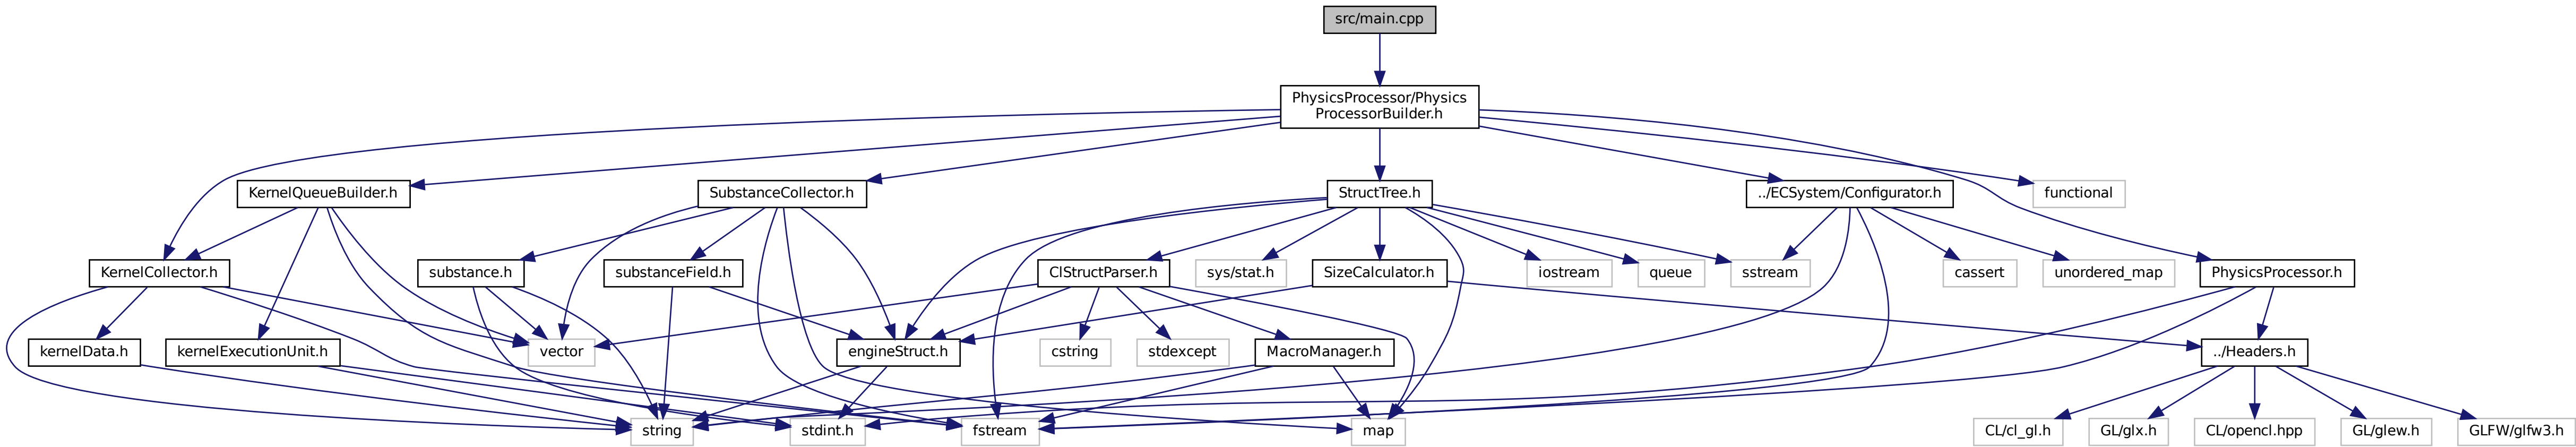 src/main.cpp
PhysicsProcessor/Physics
ProcessorBuilder.h
KernelQueueBuilder.h
SubstanceCollector.h
StructTree.h
../ECSystem/Configurator.h
functional
KernelCollector.h
substance.h
substanceField.h
ClStructParser.h
sys/stat.h
SizeCalculator.h
iostream
queue
sstream
cassert
unordered_map
PhysicsProcessor.h
kernelData.h
kernelExecutionUnit.h
vector
engineStruct.h
cstring
stdexcept
MacroManager.h
../Headers.h
string
stdint.h
fstream
map
CL/cl_gl.h
GL/glx.h
CL/opencl.hpp
GL/glew.h
GLFW/glfw3.h